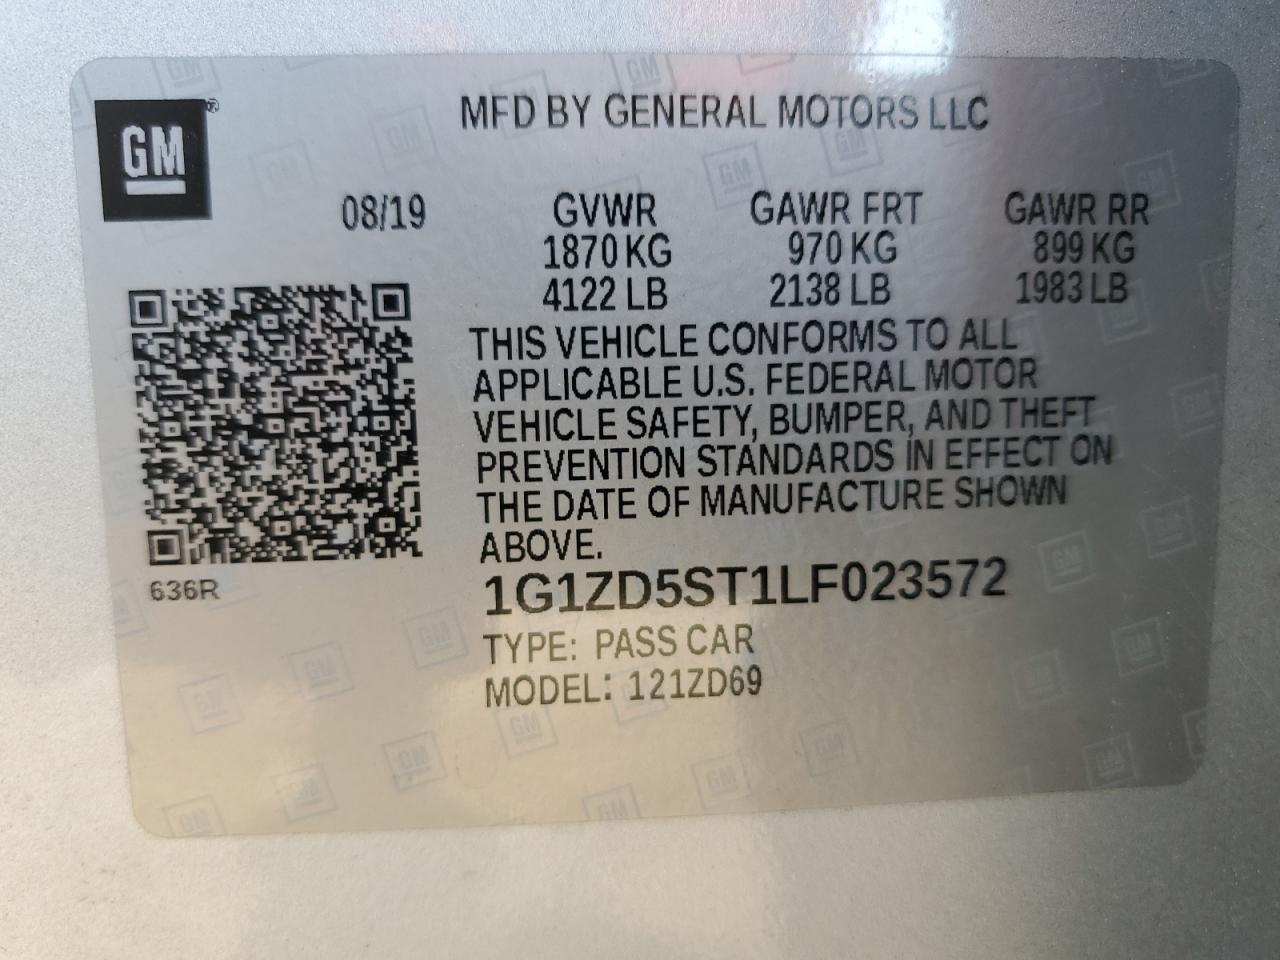 GM®
MFD BY GENERAL MOTORS LLC
08/19
GVWR GAWR FRT GAWR RR
1870 KG 970 KG 899 KG
4122 LB 2138 LB 1983 LB
THIS VEHICLE CONFORMS TO ALL
APPLICABLE U.S. FEDERAL MOTOR
VEHICLE SAFETY, BUMPER, AND THEFT
PREVENTION STANDARDS IN EFFECT ON
THE DATE OF MANUFACTURE SHOWN
ABOVE.
636R
1G1ZD5ST1LF023572
TYPE: PASS CAR
MODEL: 121ZD69